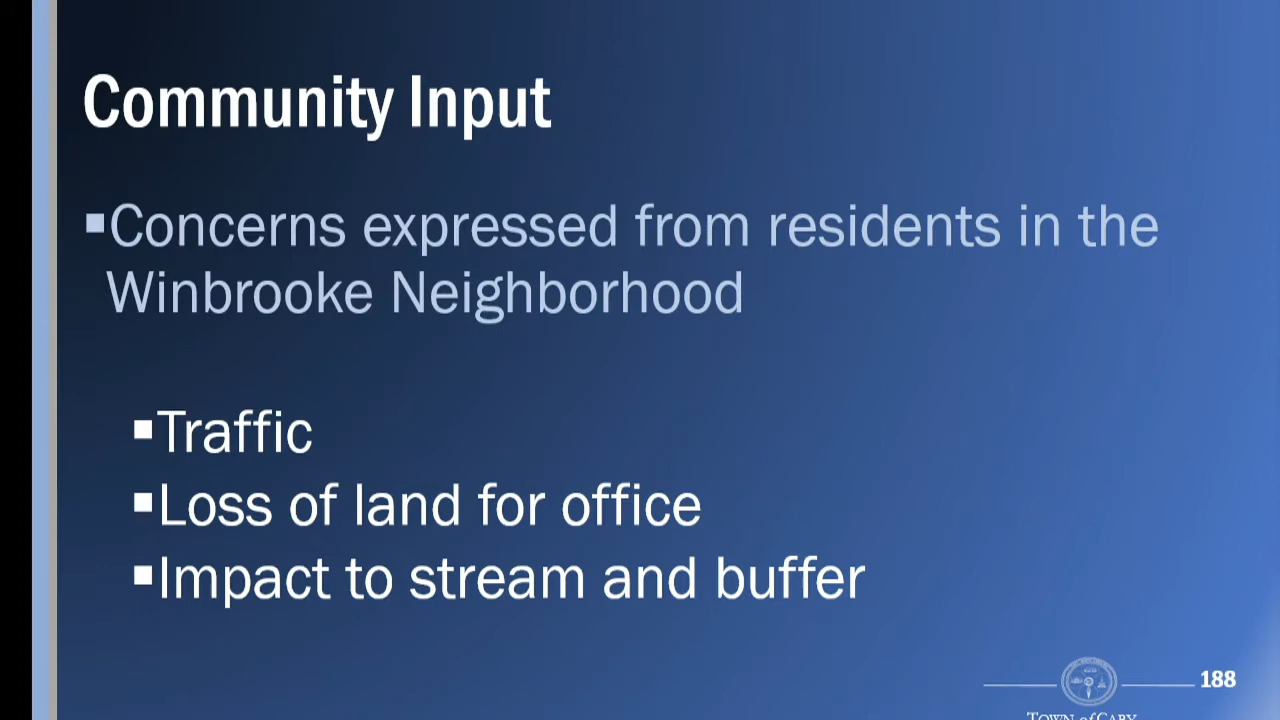 Community Input
▪Concerns expressed from residents in the
Winbrooke Neighborhood
▪Traffic
▪Loss of land for office
▪Impact to stream and buffer
188
TOWN of CARY